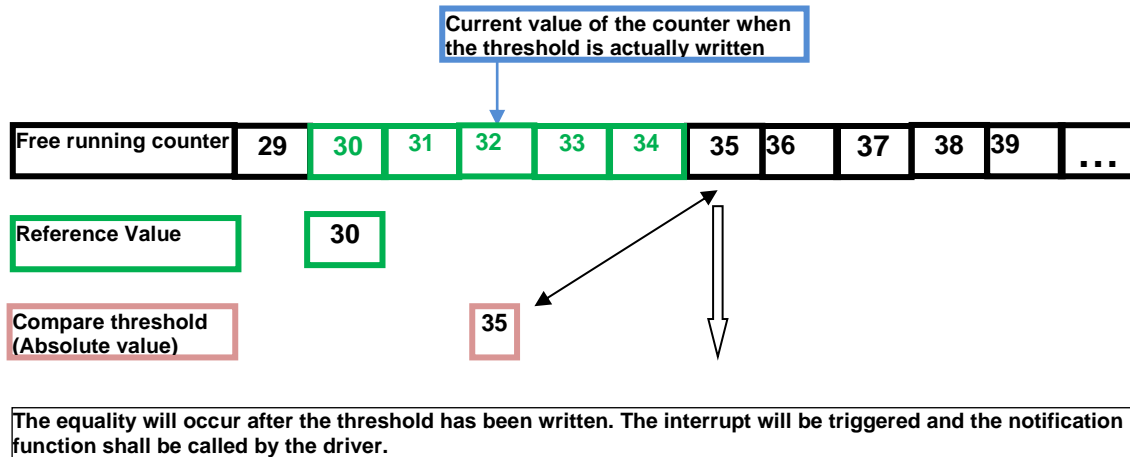 Current value of the counter when
the threshold is actually written
Free running counter 29 30 31 32 33 34 35 36 37 38 39 ...
Reference Value 30
Compare threshold
(Absolute value)
35
The equality will occur after the threshold has been written. The interrupt will be triggered and the notification
function shall be called by the driver.